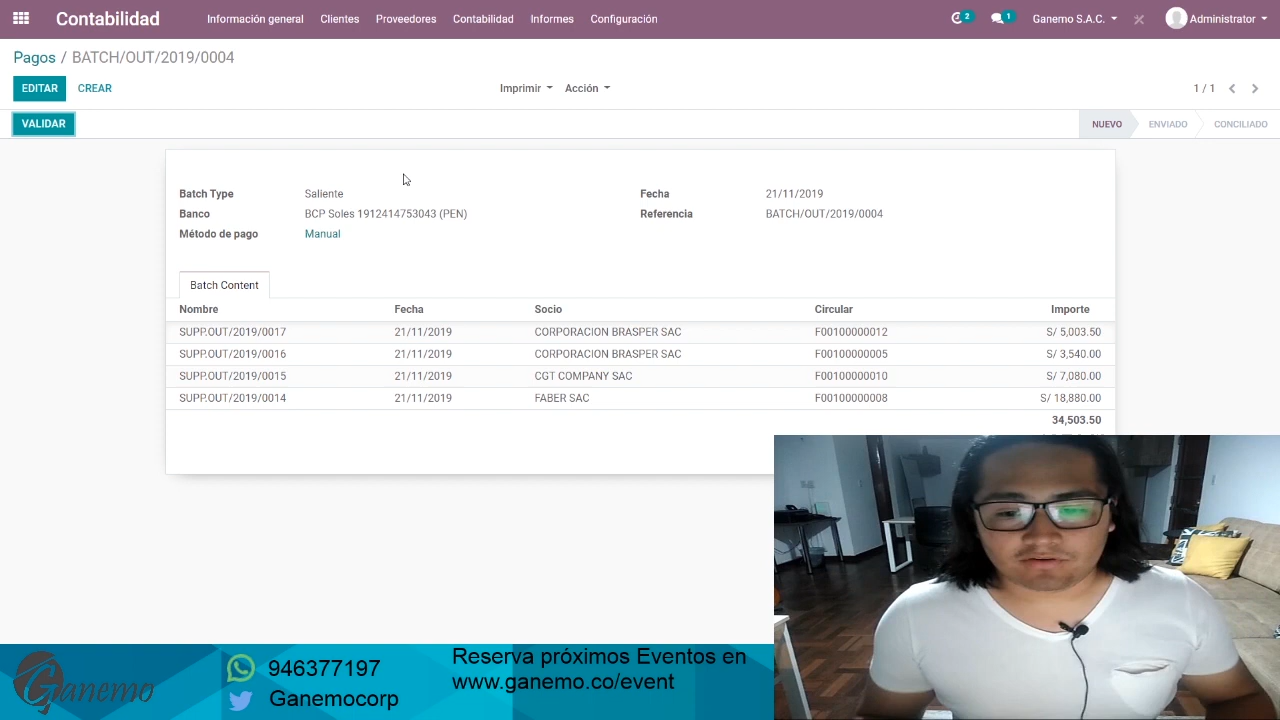 Contabilidad Información general Clientes Proveedores Contabilidad Informes Configuración 2 1 Ganemo S.A.C. Administrator
Pagos / BATCH/OUT/2019/0004
EDITAR CREAR Imprimir Acción 1 / 1
VALIDAR NUEVO ENVIADO CONCILIADO
Batch Type Saliente Fecha 21/11/2019
Banco BCP Soles 1912414753043 (PEN) Referencia BATCH/OUT/2019/0004
Método de pago Manual
Batch Content
Nombre Fecha Socio Circular Importe
SUPP.OUT/2019/0017 21/11/2019 CORPORACION BRASPER SAC F00100000012 S/ 5,003.50
SUPP.OUT/2019/0016 21/11/2019 CORPORACION BRASPER SAC F00100000005 S/ 3,540.00
SUPP.OUT/2019/0015 21/11/2019 CGT COMPANY SAC F00100000010 S/ 7,080.00
SUPP.OUT/2019/0014 21/11/2019 FABER SAC F00100000008 S/ 18,880.00
34,503.50
Ganemo
946377197
Ganemocorp
Reserva próximos Eventos en
www.ganemo.co/event